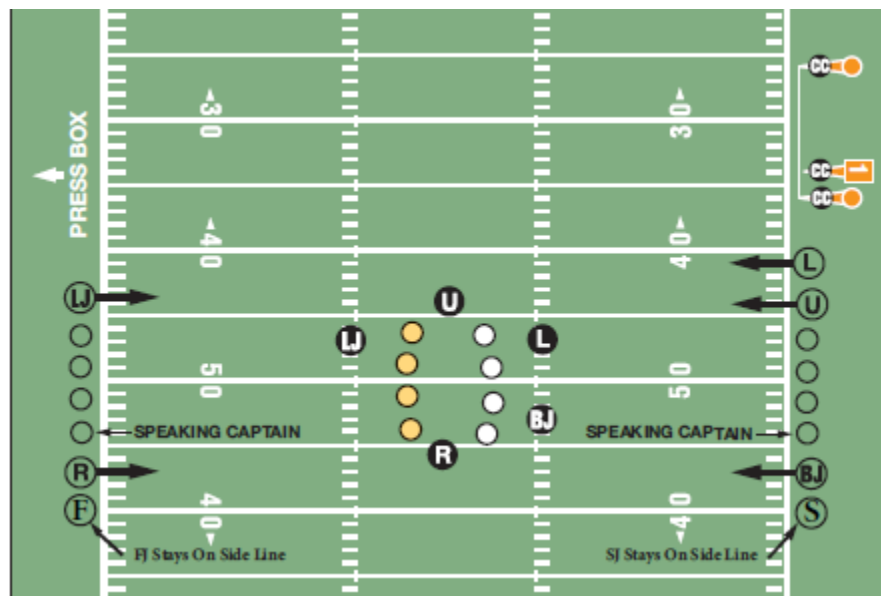 CC
◄30
30►
PRESS BOX
CC 1
CC
◄40
40►
L
LJ
U
U
LJ
L
50
50
BJ
SPEAKING CAPTAIN
SPEAKING CAPTAIN
R
R
BJ
F
S
40►
◄40
FJ Stays On Side Line
SJ Stays On Side Line